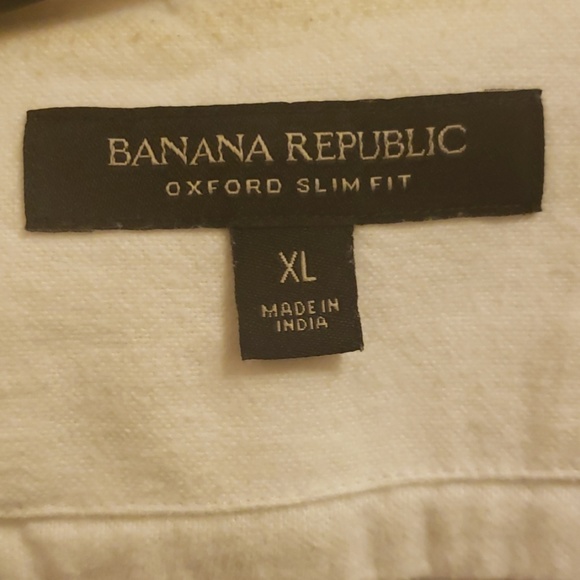 BANANA REPUBLIC
OXFORD SLIM FIT
XL
MADE IN
INDIA